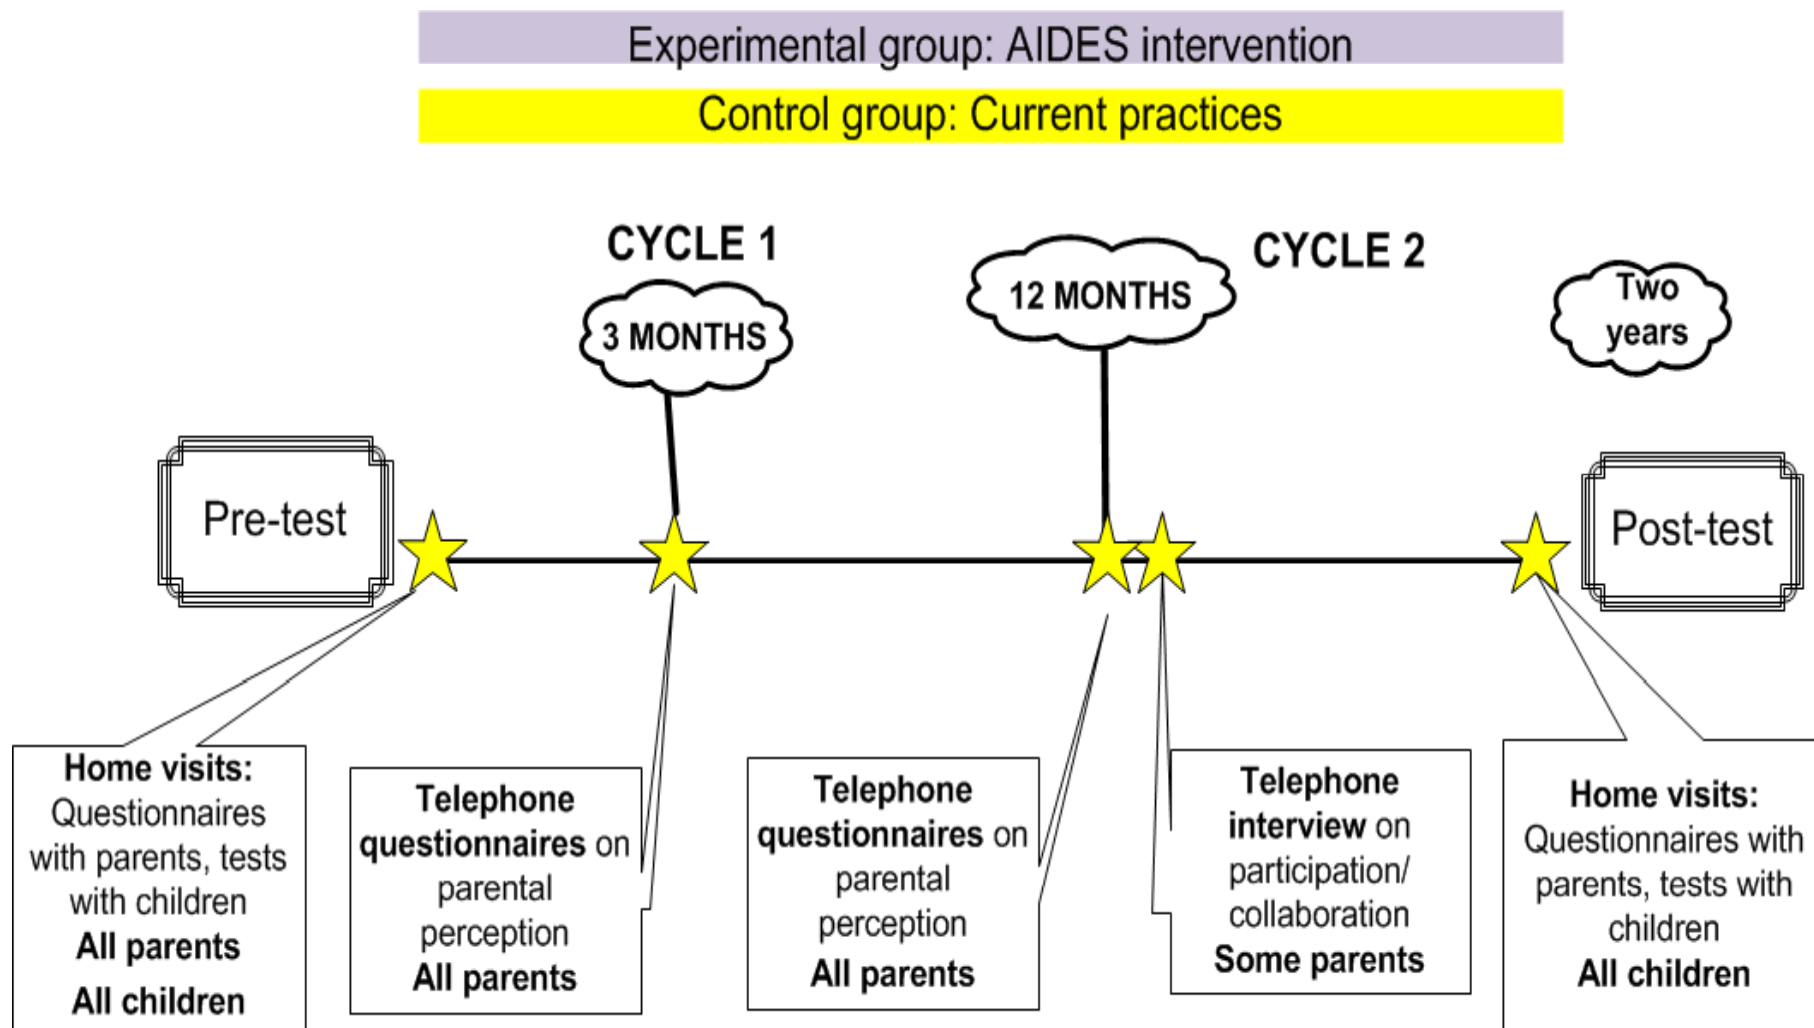 Experimental group: AIDES intervention
Control group: Current practices
CYCLE 1
3 MONTHS
12 MONTHS
CYCLE 2
Two
years
Pre-test
Post-test
Home visits:
Questionnaires
with parents, tests
with children
All parents
All children
Telephone
questionnaires on
parental
perception
All parents
Telephone
questionnaires on
parental
perception
All parents
Telephone
interview on
participation/
collaboration
Some parents
Home visits:
Questionnaires with
parents, tests with
children
All children